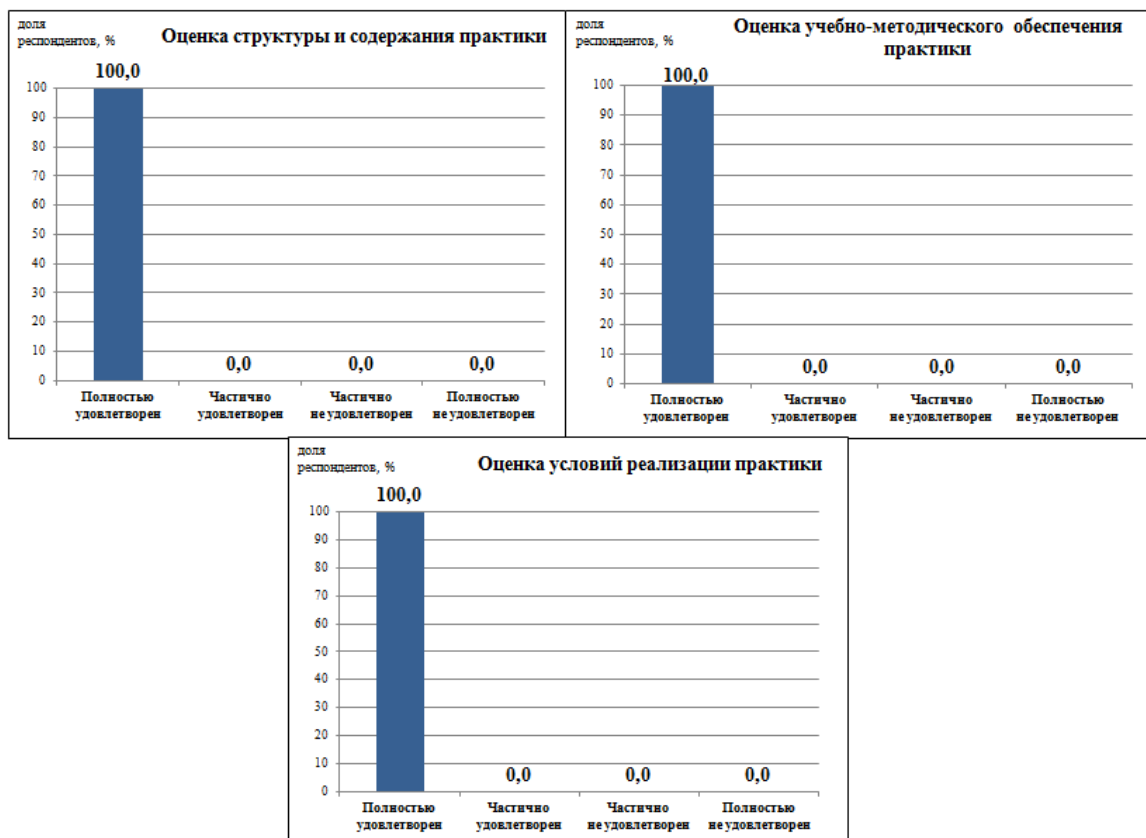 доля
респондентов, %
Оценка структуры и содержания практики
100,0
100
90
80
70
60
50
40
30
20
10
0
0,0
0,0
0,0
Полностью
удовлетворен
Частично
удовлетворен
Частично
не удовлетворен
Полностью
не удовлетворен
доля
респондентов, %
Оценка учебно-методического обеспечения
практики
100,0
100
90
80
70
60
50
40
30
20
10
0
0,0
0,0
0,0
Полностью
удовлетворен
Частично
удовлетворен
Частично
не удовлетворен
Полностью
не удовлетворен
доля
респондентов, %
Оценка условий реализации практики
100,0
100
90
80
70
60
50
40
30
20
10
0
0,0
0,0
0,0
Полностью
удовлетворен
Частично
удовлетворен
Частично
не удовлетворен
Полностью
не удовлетворен